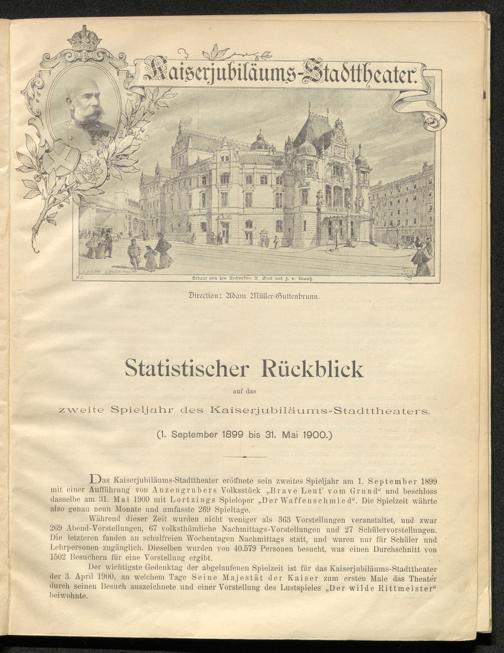 Kaiserjubiläums-Stadttheater.
Erbaut von den Architekten A. Graf und F. v. Krauß.
Direction: Adam Müller-Guttenbrunn.
Statistischer Rückblick
auf das
zweite Spieljahr des Kaiserjubiläums-Stadttheaters.
(1. September 1899 bis 31. Mai 1900.)
Das Kaiserjubiläums-Stadttheater eröffnete sein zweites Spieljahr am 1. September 1899
mit einer Aufführung von Anzengrubers Volksstück „Brave Leut' vom Grund“ und beschloss
dasselbe am 31. Mai 1900 mit Lortzings Spieloper „Der Waffenschmied“. Die Spielzeit währte
also genau neun Monate und umfasste 269 Spieltage.
Während dieser Zeit wurden nicht weniger als 363 Vorstellungen veranstaltet, und zwar
269 Abend-Vorstellungen, 67 volksthümliche Nachmittags-Vorstellungen und 27 Schülervorstellungen.
Die letzteren fanden an schulfreien Wochentagen Nachmittags statt, und waren nur für Schüler und
Lehrpersonen zugänglich. Dieselben wurden von 40.579 Personen besucht, was einen Durchschnitt von
1502 Besuchern für eine Vorstellung ergibt.
Der wichtigste Gedenktag der abgelaufenen Spielzeit ist für das Kaiserjubiläums-Stadttheater
der 3. April 1900, an welchem Tage Seine Majestät der Kaiser zum ersten Male das Theater
durch seinen Besuch auszeichnete und einer Vorstellung des Lustspieles „Der wilde Rittmeister“
beiwohnte.